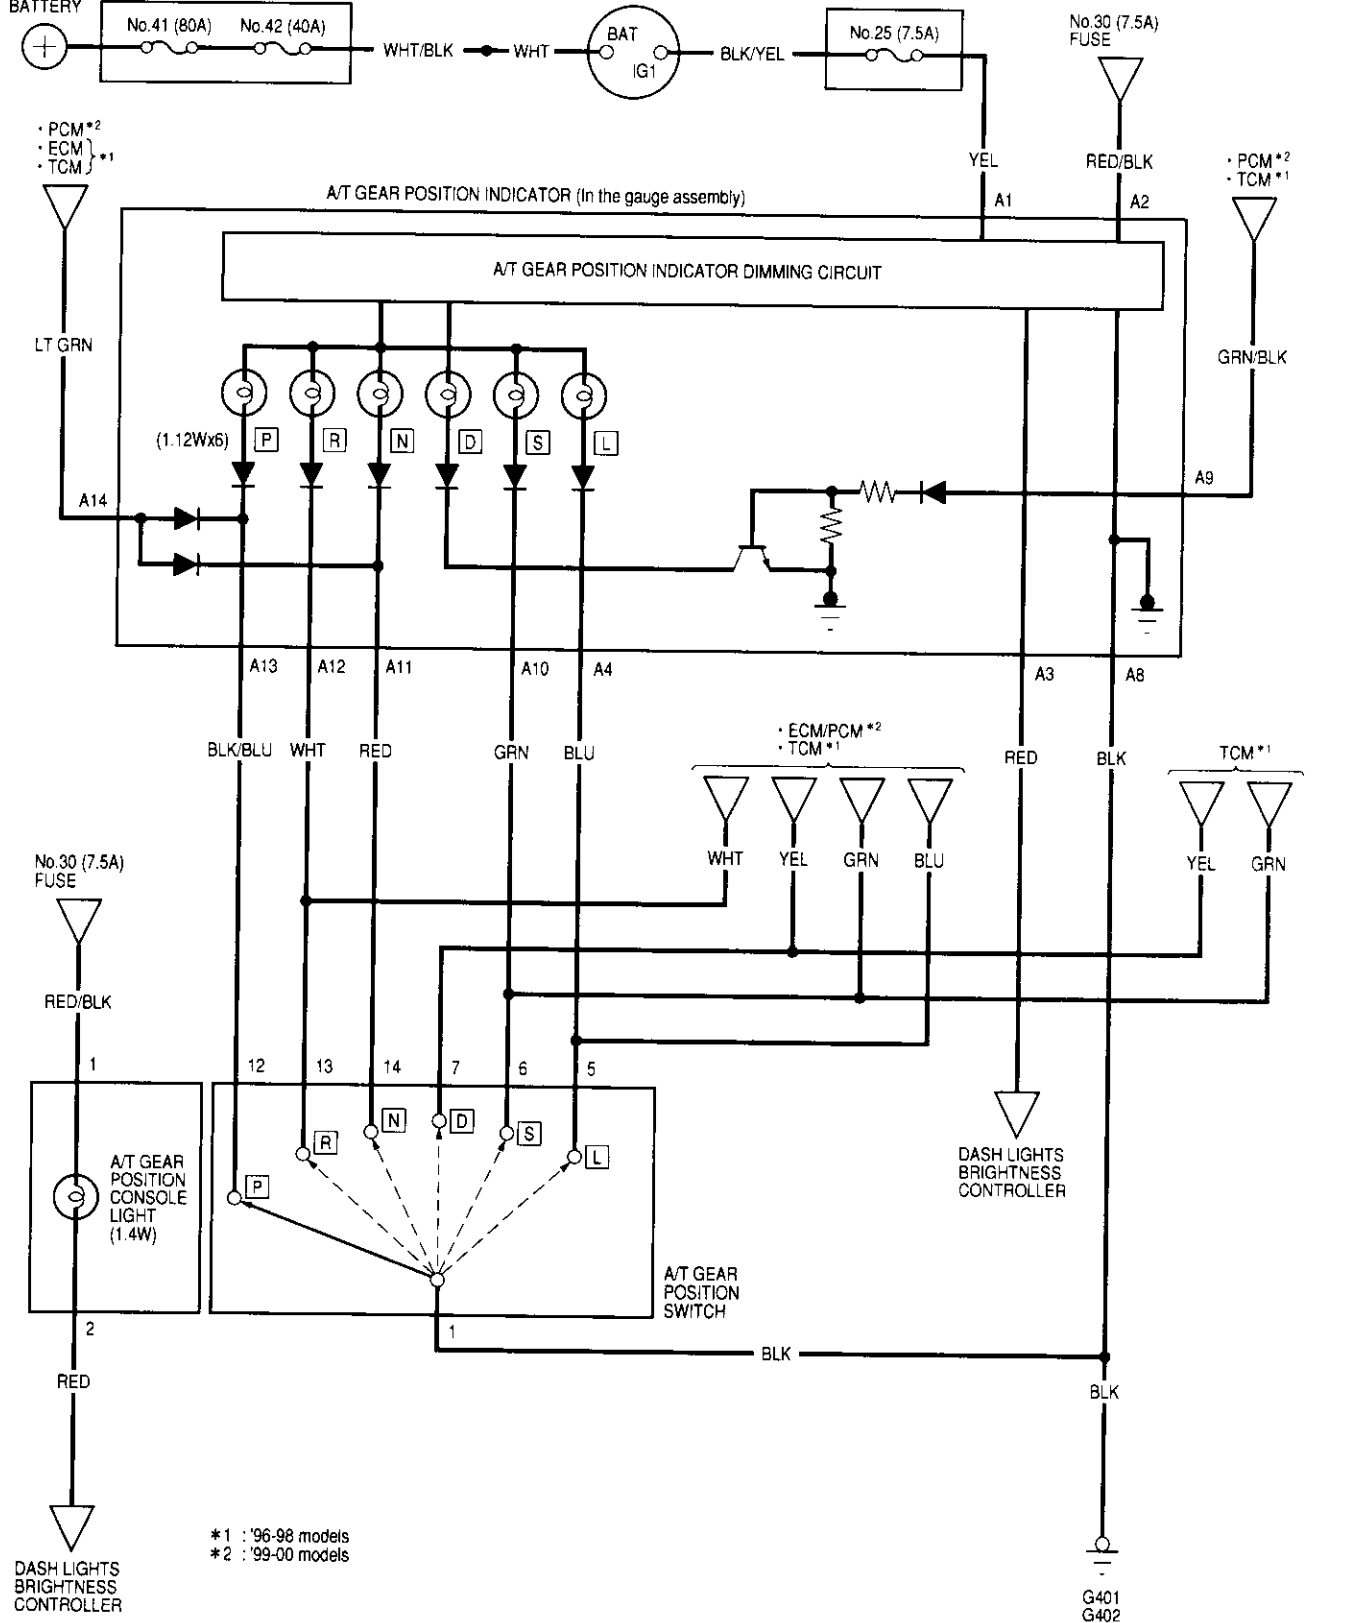 BATTERY
No.41 (80A) No.42 (40A)
WHT/BLK
WHT
BAT
IG1
BLK/YEL
No.25 (7.5A)
No.30 (7.5A)
FUSE
· PCM*2
· ECM
· TCM }*1
YEL
RED/BLK
· PCM*2
· TCM*1
A/T GEAR POSITION INDICATOR (In the gauge assembly)
A1
A2
A/T GEAR POSITION INDICATOR DIMMING CIRCUIT
LT GRN
GRN/BLK
(1.12Wx6)
P R N D S L
A14
A9
A13 A12 A11 A10 A4 A3 A8
BLK/BLU WHT RED GRN BLU
· ECM/PCM*2
· TCM*1
RED
BLK
TCM*1
WHT YEL GRN BLU
YEL GRN
No.30 (7.5A)
FUSE
RED/BLK
1
12 13 14 7 6 5
P R N D S L
A/T GEAR
POSITION
CONSOLE
LIGHT
(1.4W)
DASH LIGHTS
BRIGHTNESS
CONTROLLER
A/T GEAR
POSITION
SWITCH
2
1
BLK
RED
BLK
*1 : '96-98 models
*2 : '99-00 models
DASH LIGHTS
BRIGHTNESS
CONTROLLER
G401
G402